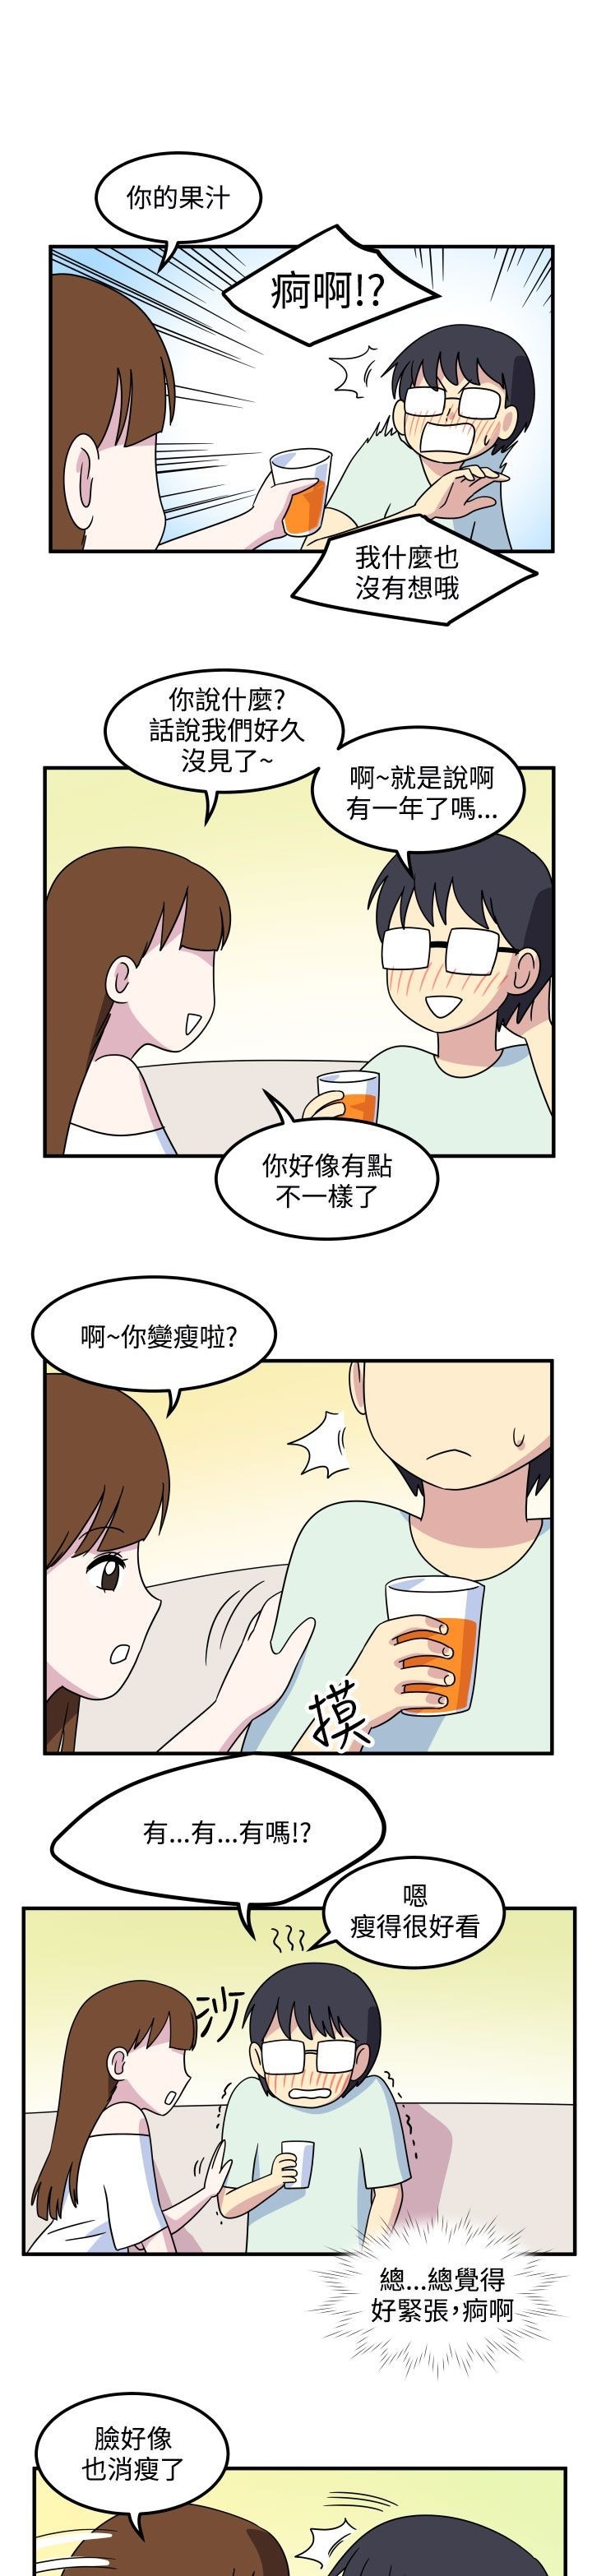 你的果汁
痾啊!?
我什麼也
沒有想哦
你說什麼?
話說我們好久
沒見了~
啊~就是說啊
有一年了嗎...
你好像有點
不一樣了
啊~你變瘦啦?
摸
有...有...有嗎!?
嗯
瘦得很好看
沙
總...總覺得
好緊張，痾啊
臉好像
也消瘦了